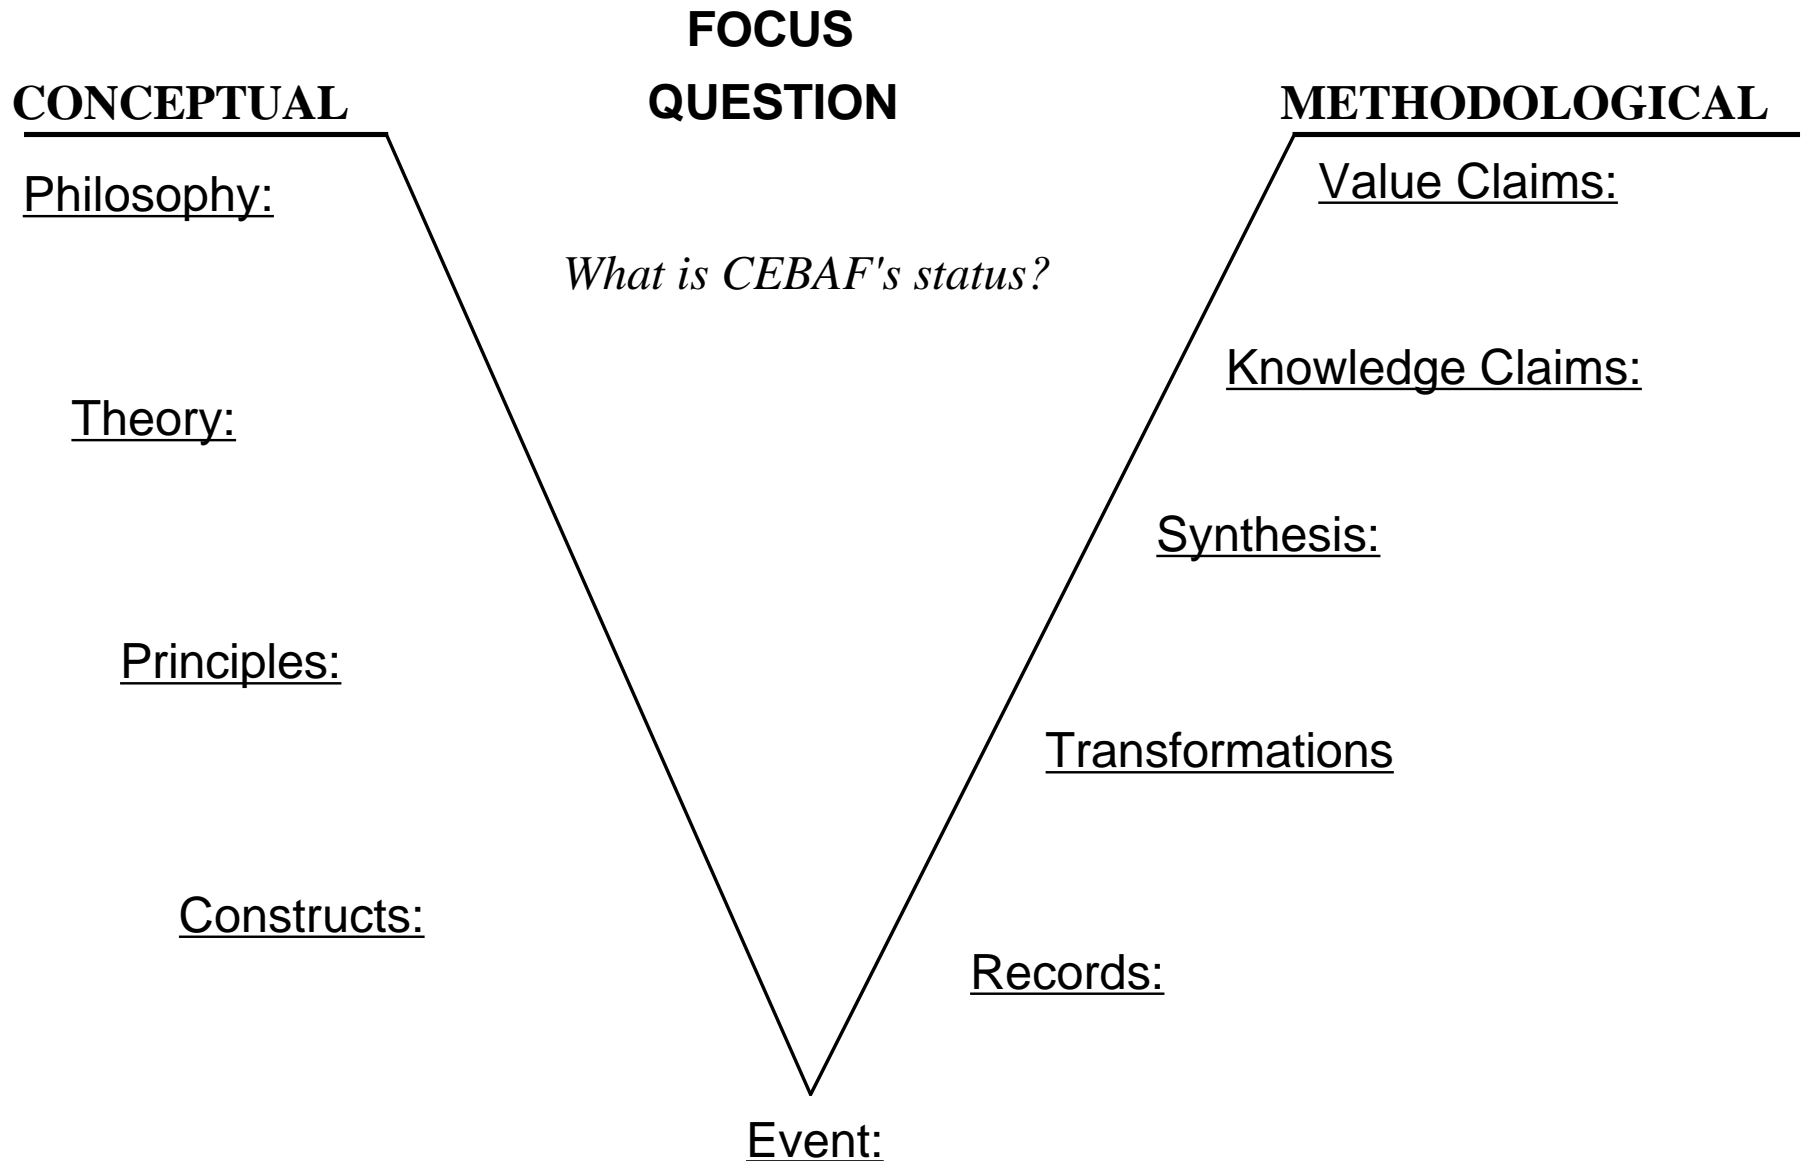 FOCUS
QUESTION
CONCEPTUAL
METHODOLOGICAL
Philosophy:
Value Claims:
What is CEBAF's status?
Knowledge Claims:
Theory:
Synthesis:
Principles:
Transformations
Constructs:
Records:
Event: